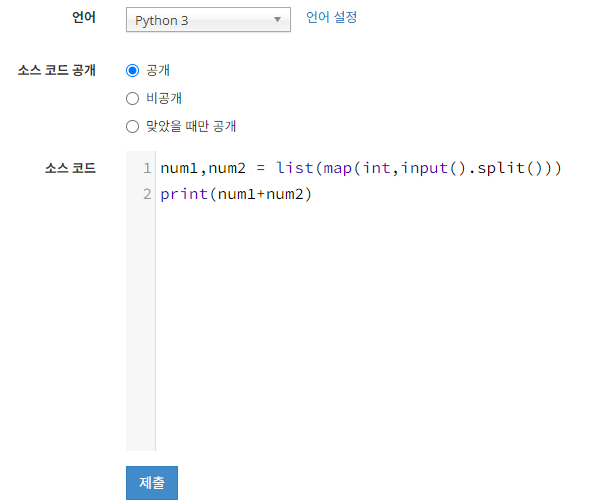 언어 Python 3 언어 설정
소스 코드 공개 공개
비공개
맞았을 때만 공개
소스 코드
1 num1,num2 = list(map(int,input().split()))
2 print(num1+num2)
제출